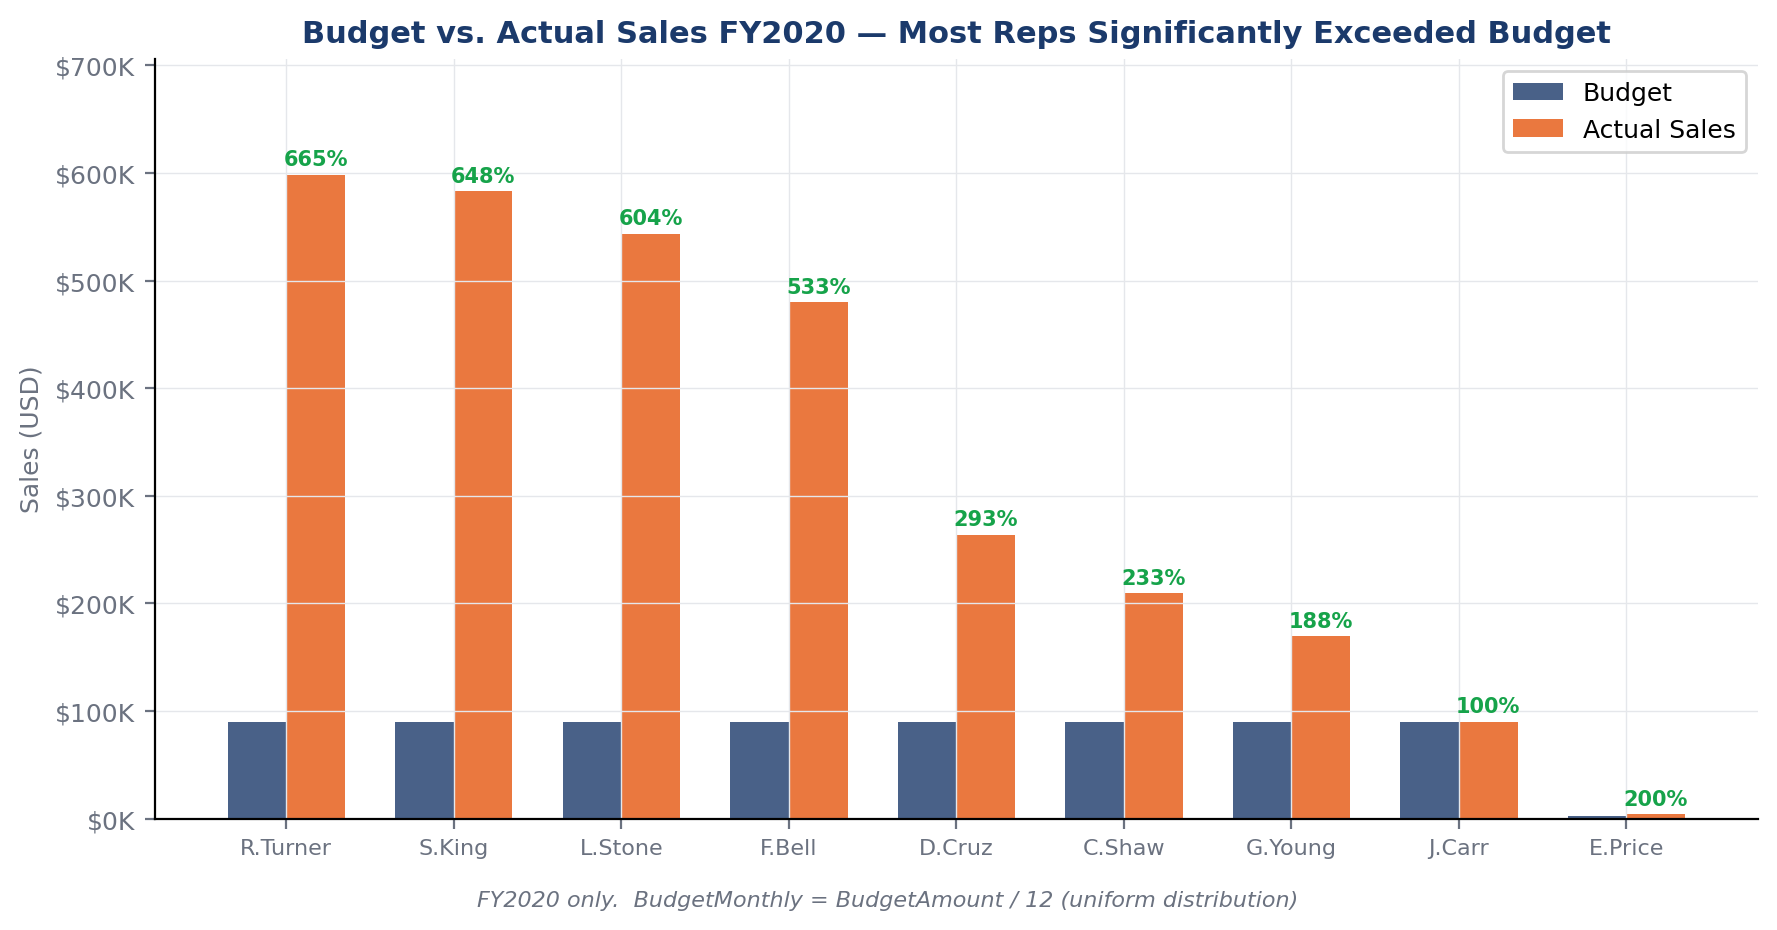 Budget vs. Actual Sales FY2020 — Most Reps Significantly Exceeded Budget
Budget
Actual Sales
Sales (USD)
$700K
$600K
$500K
$400K
$300K
$200K
$100K
$0K
665%
648%
604%
533%
293%
233%
188%
100%
200%
R.Turner
S.King
L.Stone
F.Bell
D.Cruz
C.Shaw
G.Young
J.Carr
E.Price
FY2020 only.  BudgetMonthly = BudgetAmount / 12 (uniform distribution)